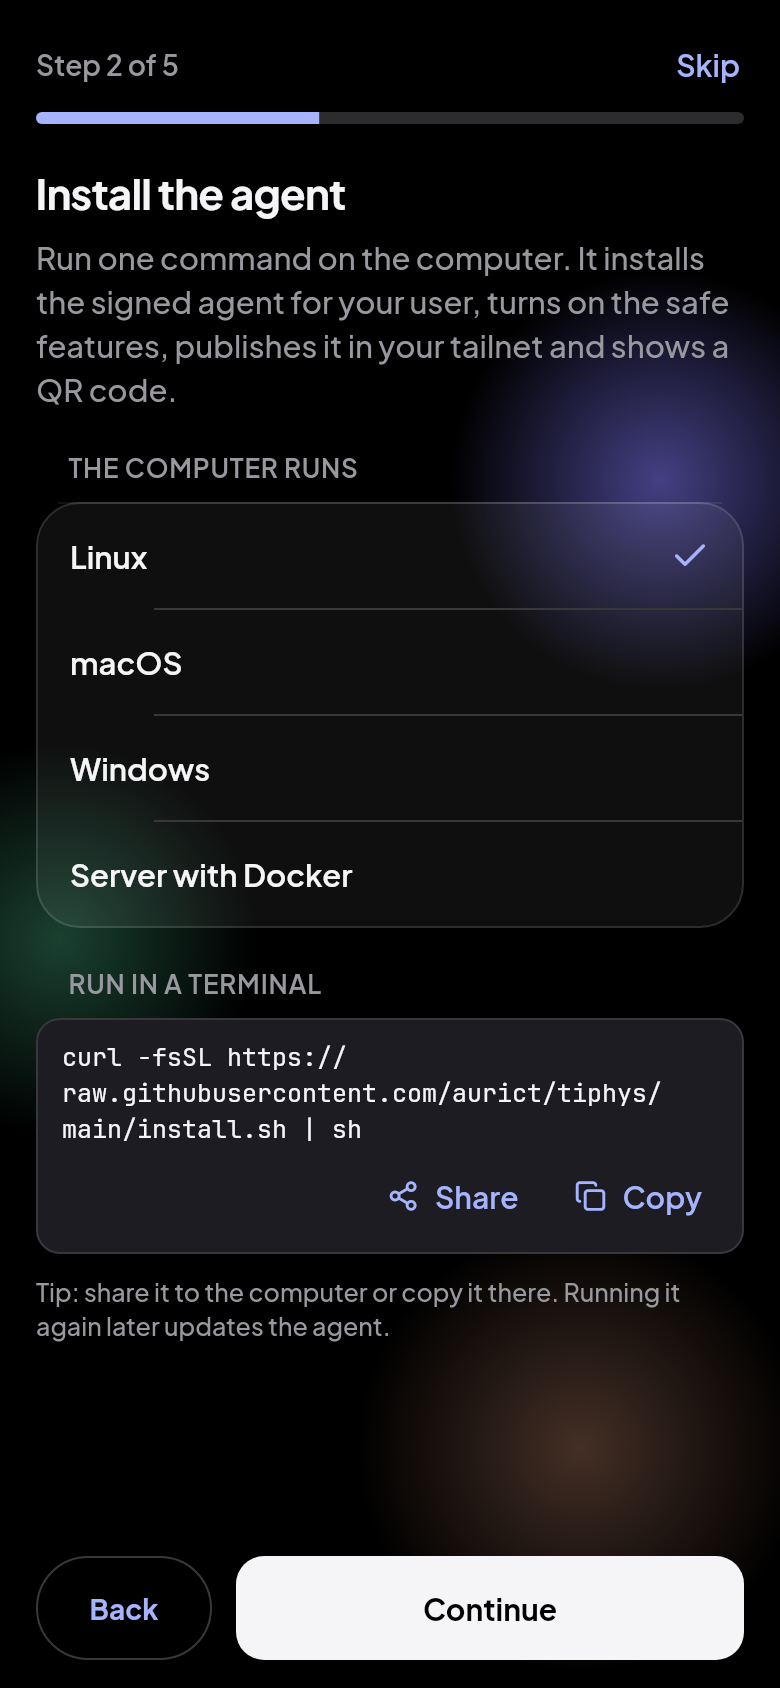 Step 2 of 5
Skip
Install the agent
Run one command on the computer. It installs
the signed agent for your user, turns on the safe
features, publishes it in your tailnet and shows a
QR code.
THE COMPUTER RUNS
Linux
macOS
Windows
Server with Docker
RUN IN A TERMINAL
curl -fsSL https://
raw.githubusercontent.com/aurict/tiphys/
main/install.sh | sh
Share
Copy
Tip: share it to the computer or copy it there. Running it
again later updates the agent.
Back
Continue